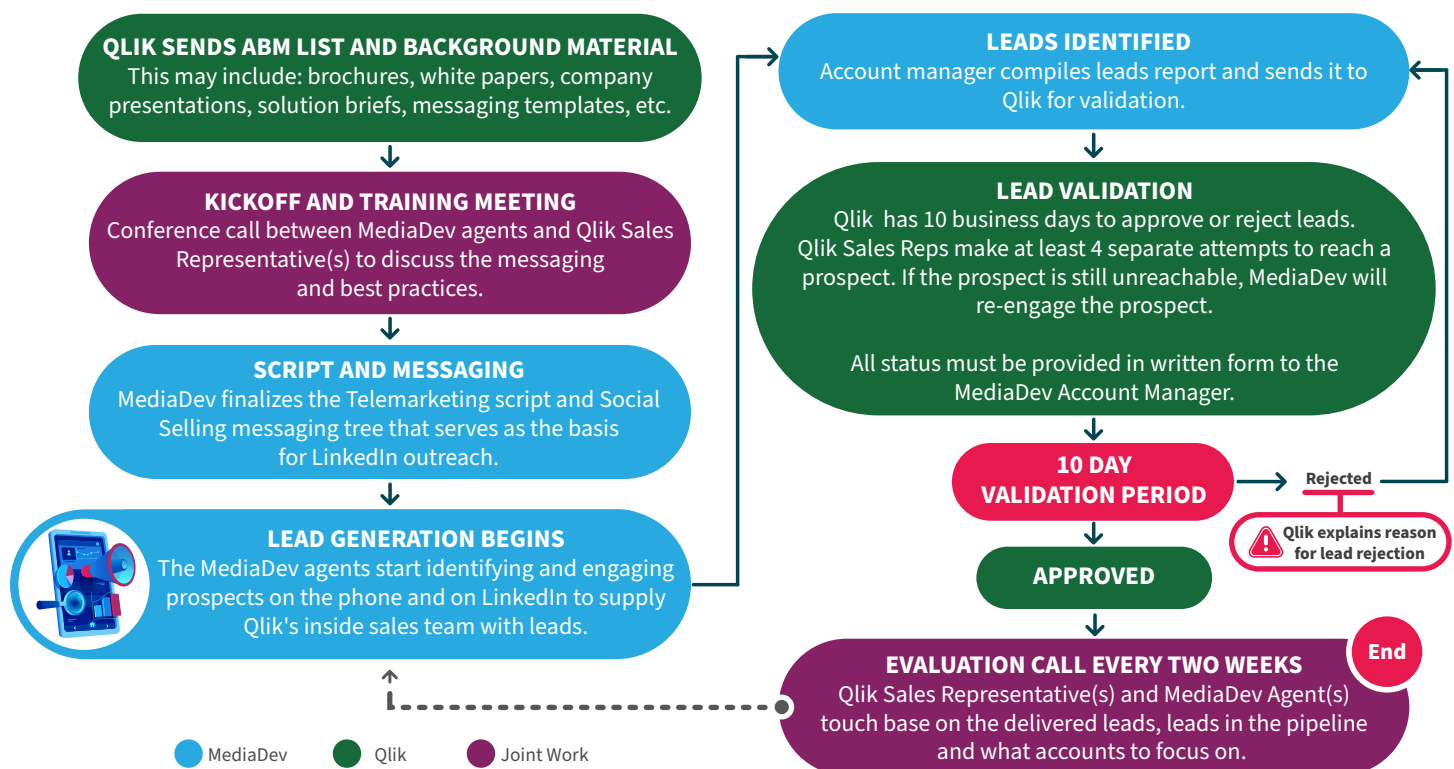 QLIK SENDS ABM LIST AND BACKGROUND MATERIAL
This may include: brochures, white papers, company
presentations, solution briefs, messaging templates, etc.
KICKOFF AND TRAINING MEETING
Conference call between MediaDev agents and Qlik Sales
Representative(s) to discuss the messaging
and best practices.
SCRIPT AND MESSAGING
MediaDev finalizes the Telemarketing script and Social
Selling messaging tree that serves as the basis
for LinkedIn outreach.
LEAD GENERATION BEGINS
The MediaDev agents start identifying and engaging
prospects on the phone and on LinkedIn to supply
Qlik's inside sales team with leads.
LEADS IDENTIFIED
Account manager compiles leads report and sends it to
Qlik for validation.
LEAD VALIDATION
Qlik has 10 business days to approve or reject leads.
Qlik Sales Reps make at least 4 separate attempts to reach a
prospect. If the prospect is still unreachable, MediaDev will
re-engage the prospect.
All status must be provided in written form to the
MediaDev Account Manager.
10 DAY
VALIDATION PERIOD
Rejected
Qlik explains reason
for lead rejection
APPROVED
End
EVALUATION CALL EVERY TWO WEEKS
Qlik Sales Representative(s) and MediaDev Agent(s)
touch base on the delivered leads, leads in the pipeline
and what accounts to focus on.
MediaDev
Qlik
Joint Work